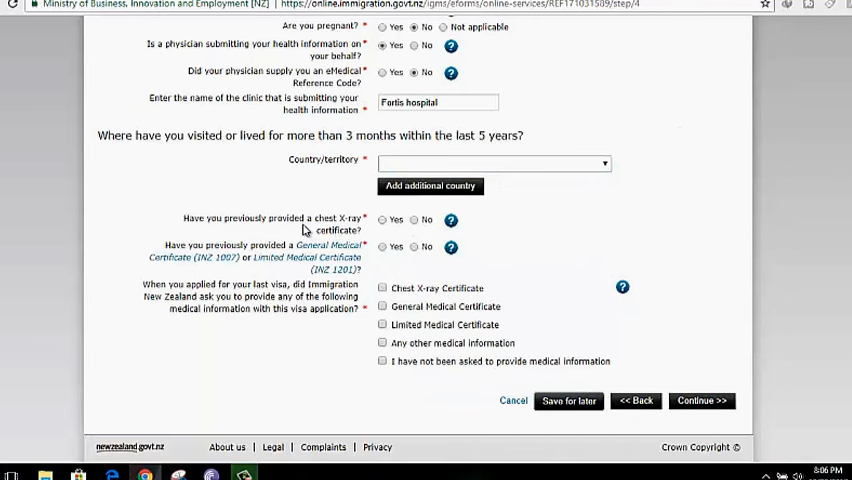 Ministry of Business, Innovation and Employment [NZ] https://online.immigration.govt.nz/igms/eforms/online-services/REF171031589/step/4
Are you pregnant? * Yes No Not applicable
Is a physician submitting your health information on * Yes No ?
your behalf?
Did your physician supply you an eMedical * Yes No ?
Reference Code?
Enter the name of the clinic that is submitting your Fortis hospital
health information *
Where have you visited or lived for more than 3 months within the last 5 years?
Country/territory *
Add additional country
Have you previously provided a chest X-ray * Yes No ?
certificate?
Have you previously provided a General Medical * Yes No ?
Certificate (INZ 1007) or Limited Medical Certificate
(INZ 1201)?
When you applied for your last visa, did Immigration Chest X-ray Certificate ?
New Zealand ask you to provide any of the following
medical information with this visa application? * General Medical Certificate
Limited Medical Certificate
Any other medical information
I have not been asked to provide medical information
Cancel Save for later << Back Continue >>
newzealand.govt.nz About us Legal Complaints Privacy Crown Copyright ©
8:06 PM